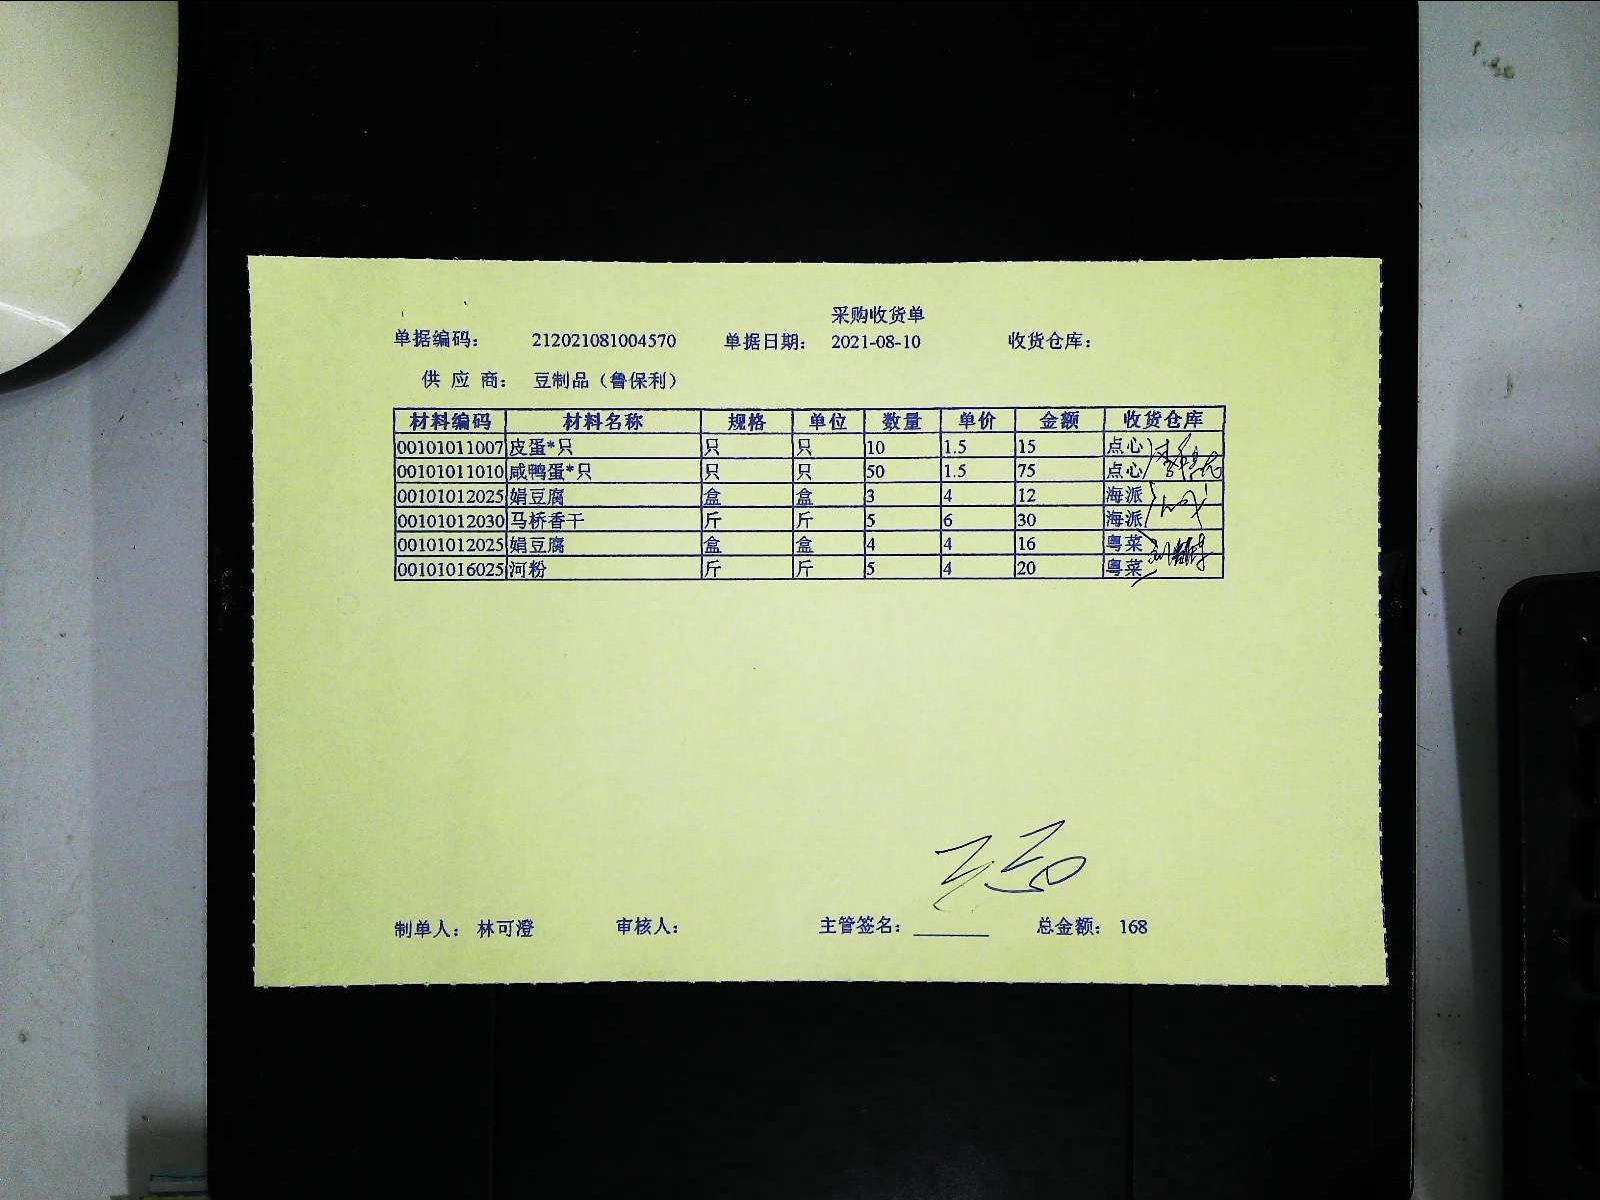 采购收货单
单据编码: 212021081004570 单据日期: 2021-08-10 收货仓库:
供 应 商: 豆制品（鲁保利）
材料编码 材料名称 规格 单位 数量 单价 金额 收货仓库
00101011007 皮蛋*只 只 只 10 1.5 15 点心
00101011010 咸鸭蛋*只 只 只 50 1.5 75 点心
00101012025 娟豆腐 盒 盒 3 4 12 海派
00101012030 马桥香干 斤 斤 5 6 30 海派
00101012025 娟豆腐 盒 盒 4 4 16 粤菜
00101016025 河粉 斤 斤 5 4 20 粤菜
制单人: 林可澄 审核人: 主管签名: 总金额: 168